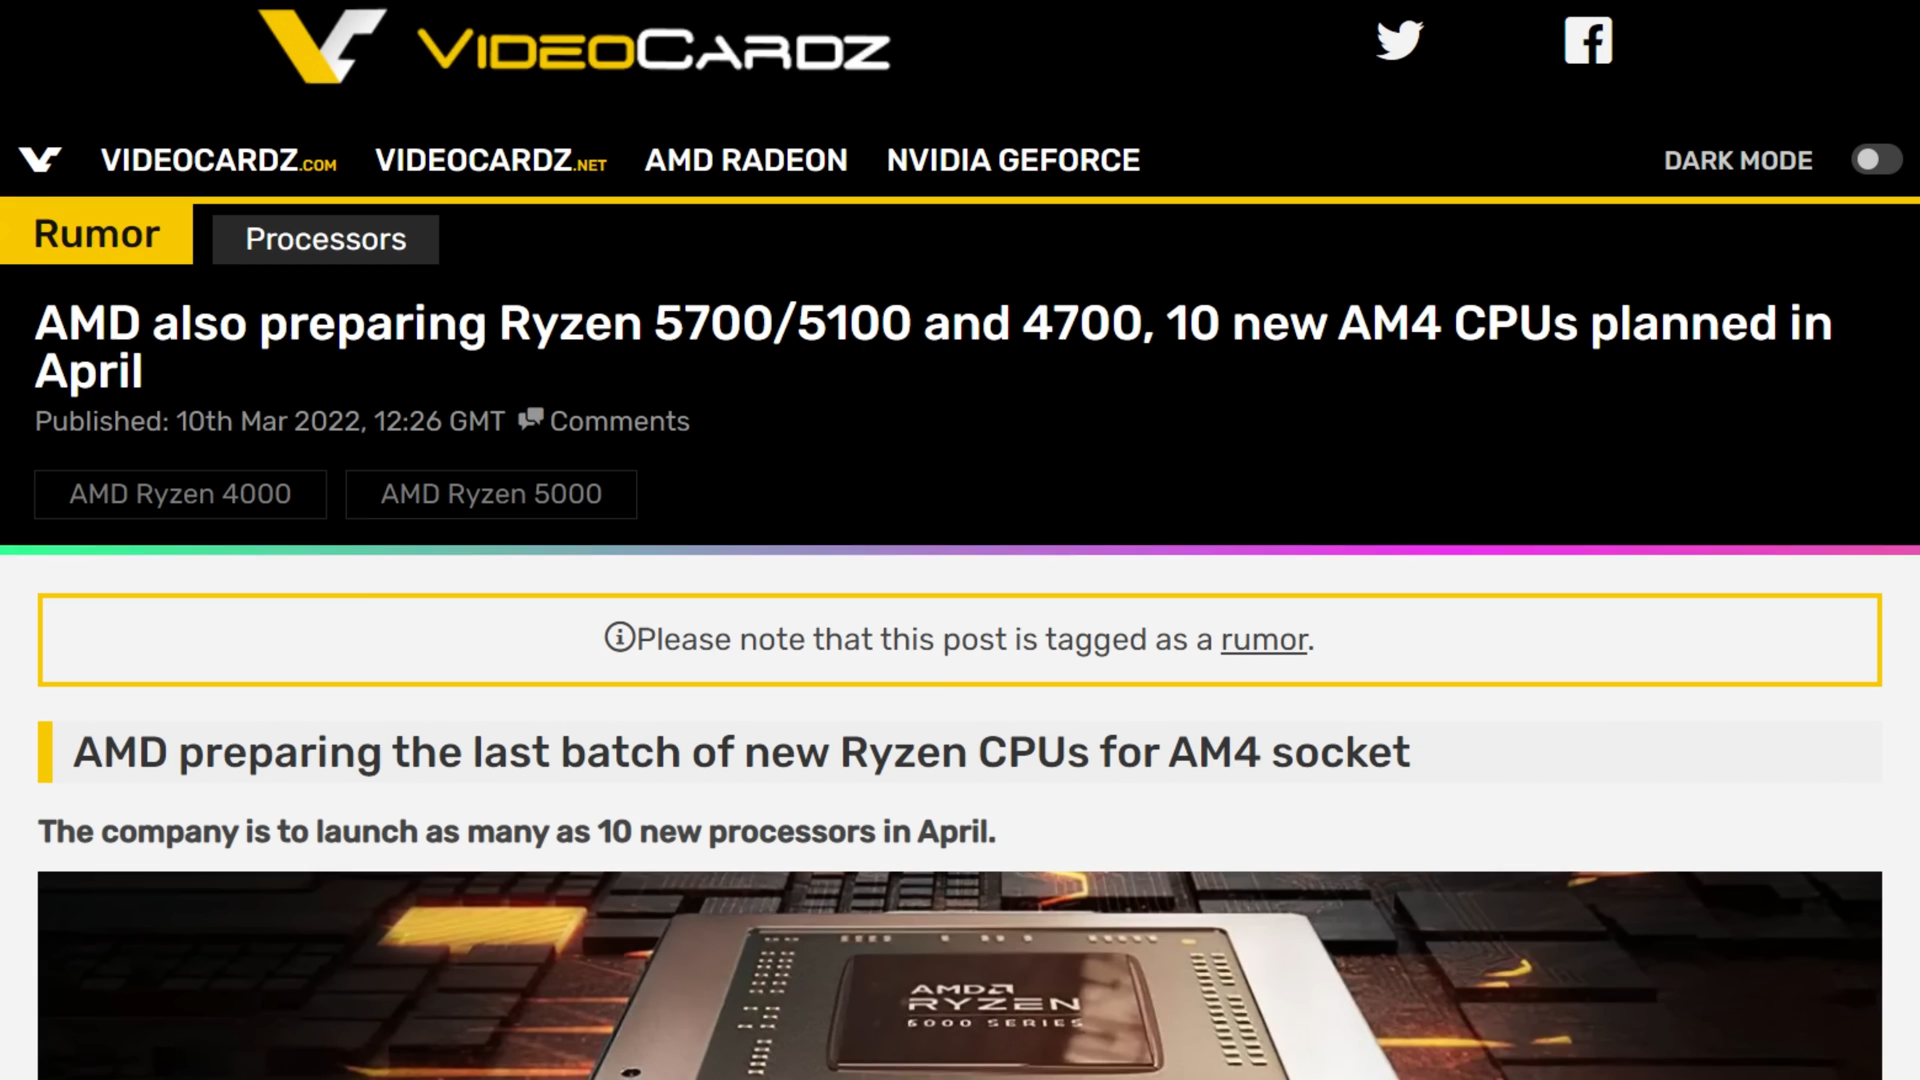 VIDEOCARDZ
VIDEOCARDZ.COM VIDEOCARDZ.NET AMD RADEON NVIDIA GEFORCE DARK MODE
Rumor Processors
AMD also preparing Ryzen 5700/5100 and 4700, 10 new AM4 CPUs planned in
April
Published: 10th Mar 2022, 12:26 GMT Comments
AMD Ryzen 4000 AMD Ryzen 5000
Please note that this post is tagged as a rumor.
AMD preparing the last batch of new Ryzen CPUs for AM4 socket
The company is to launch as many as 10 new processors in April.
AMD
RYZEN
6000 SERIES